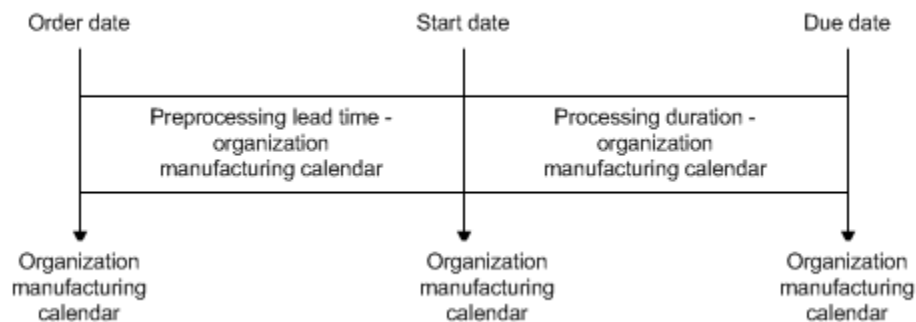 Order date
Start date
Due date
Preprocessing lead time -
organization
manufacturing calendar
Processing duration -
organization
manufacturing calendar
Organization
manufacturing
calendar
Organization
manufacturing
calendar
Organization
manufacturing
calendar